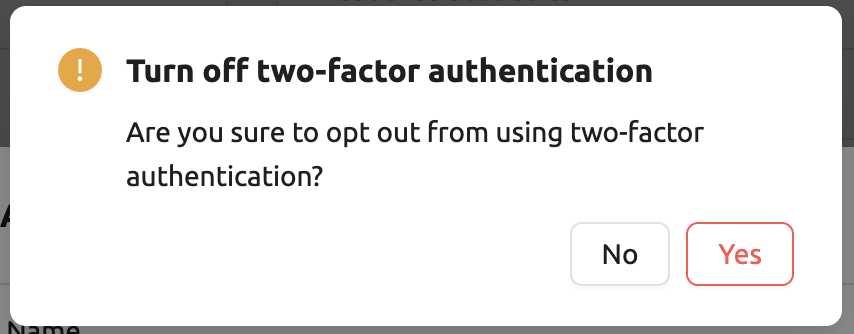 Turn off two-factor authentication
Are you sure to opt out from using two-factor
authentication?
No
Yes
Name